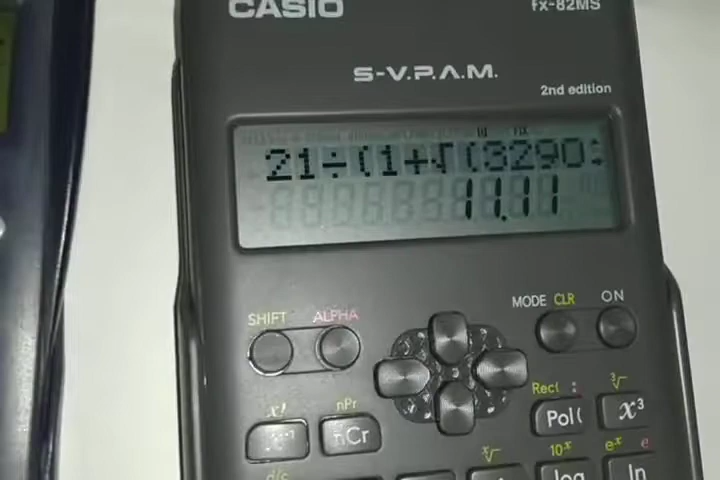 CASIO
fx-82MS
S-V.P.A.M.
2nd edition
21÷(1+√(3290
11.11
MODE CLR ON
SHIFT ALPHA
Rec( : ³√
x! nPr
Pol( x³
nCr
d/c ˣ√ 10ˣ eˣ e
log ln